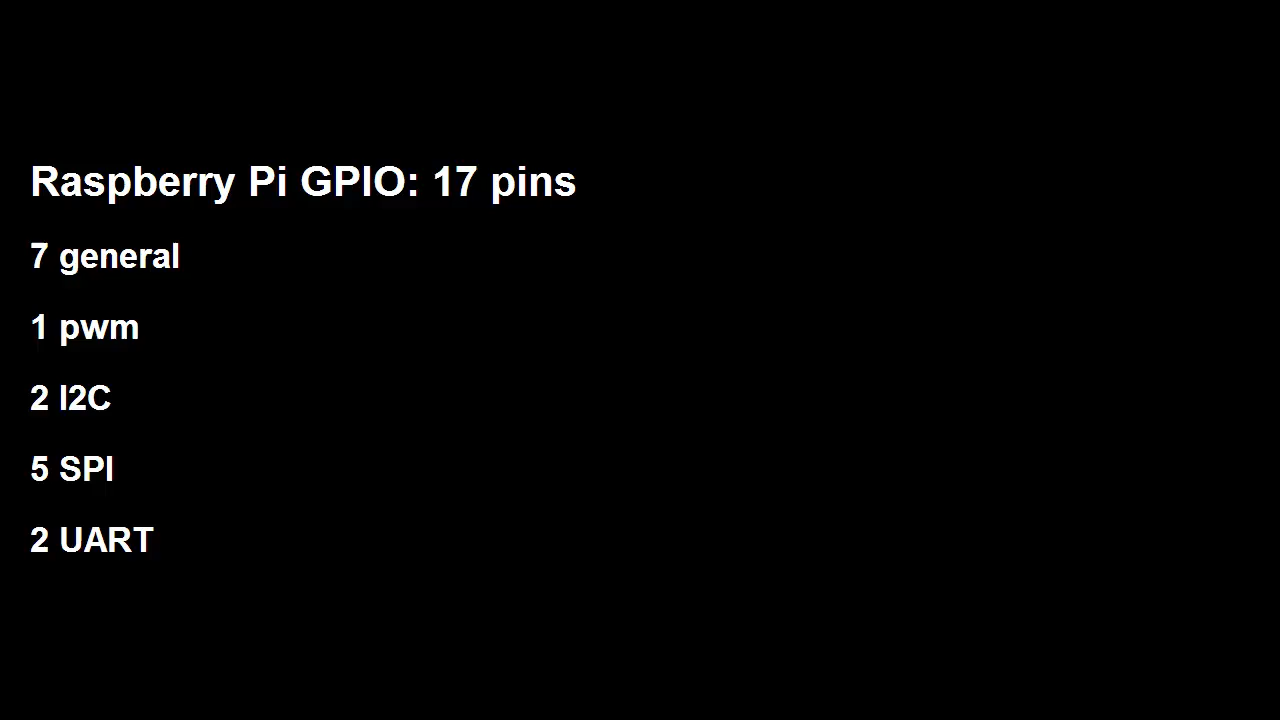 Raspberry Pi GPIO: 17 pins
7 general
1 pwm
2 I2C
5 SPI
2 UART